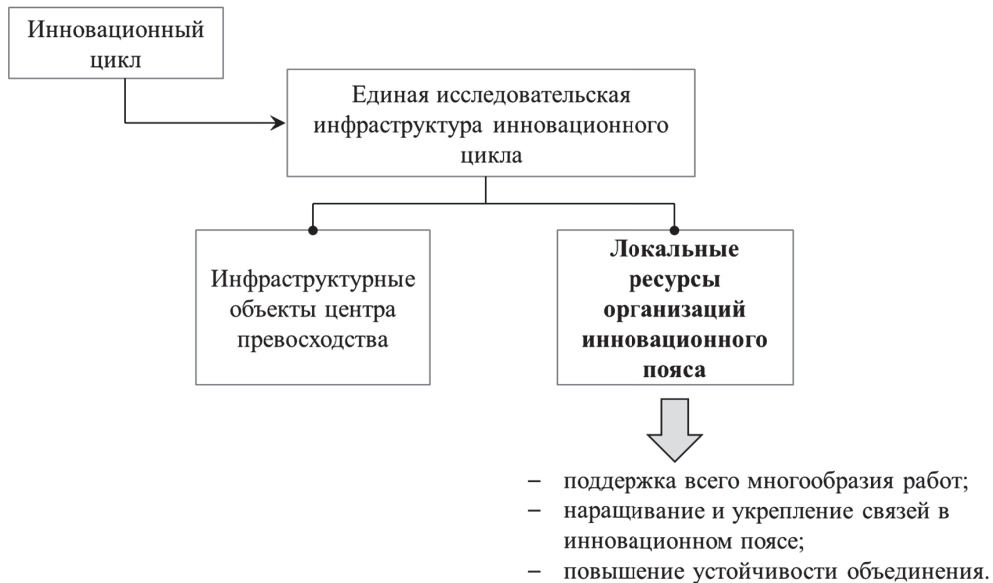 Инновационный
цикл
Единая исследовательская
инфраструктура инновационного
цикла
Инфраструктурные
объекты центра
превосходства
Локальные
ресурсы
организаций
инновационного
пояса
– поддержка всего многообразия работ;
– наращивание и укрепление связей в
инновационном поясе;
– повышение устойчивости объединения.